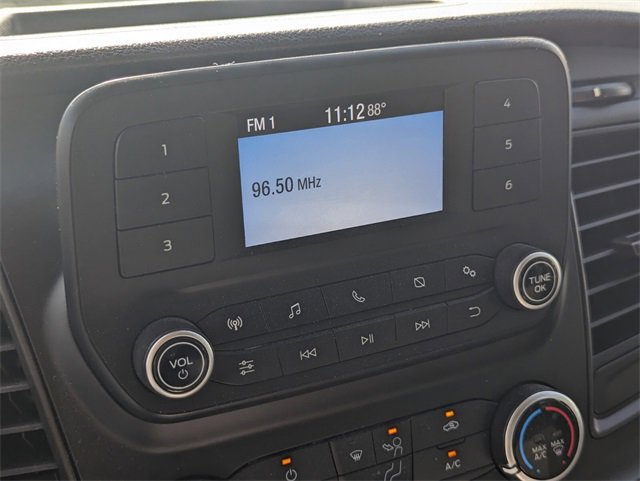 FM 1 11:12 88°
96.50 MHz
1
2
3
4
5
6
TUNE
OK
VOL
A/C
MAX
A/C
MAX